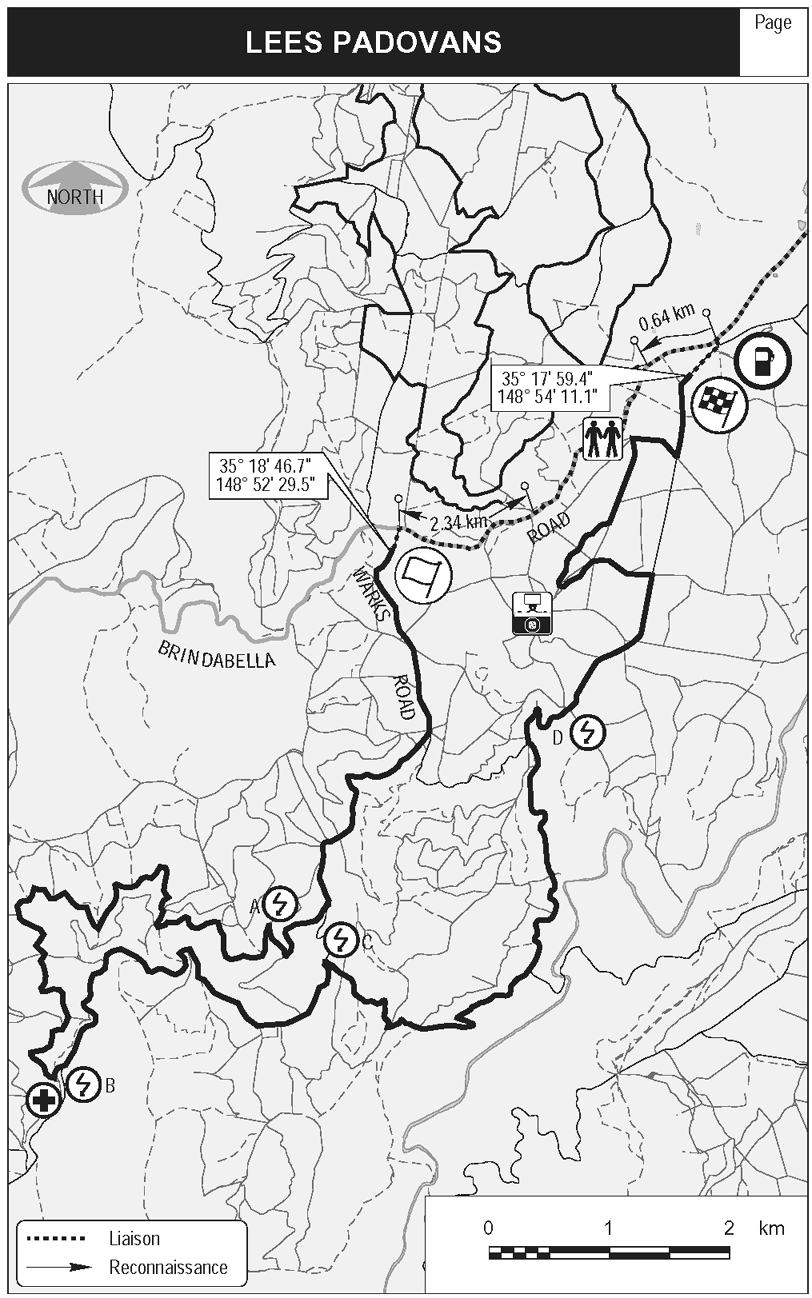 LEES PADOVANS
Page
NORTH
0.64 km
35° 17' 59.4"
148° 54' 11.1"
35° 18' 46.7"
148° 52' 29.5"
2.34 km
ROAD
WARKS
ROAD
BRINDABELLA
D
A
C
B
0 1 2 km
Liaison
Reconnaissance